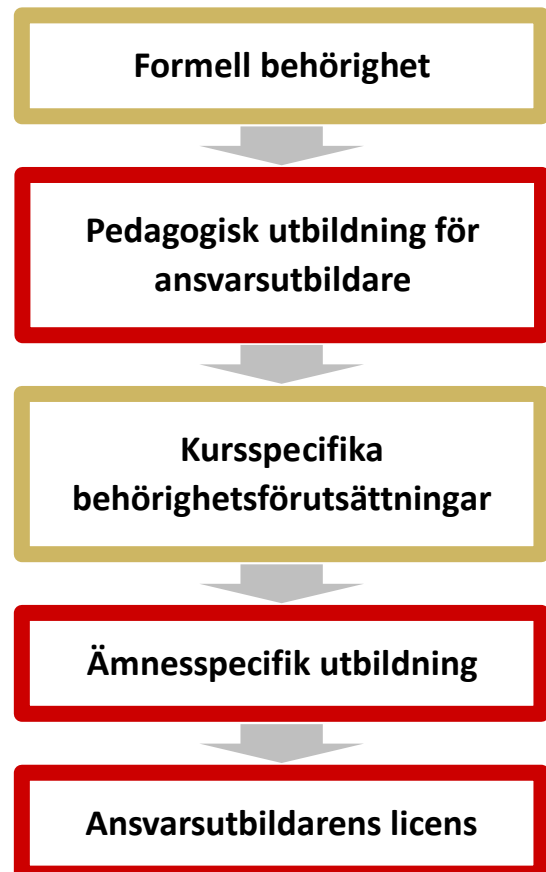 Formell behörighet
Pedagogisk utbildning för
ansvarsutbildare
Kursspecifika
behörighetsförutsättningar
Ämnesspecifik utbildning
Ansvarsutbildarens licens